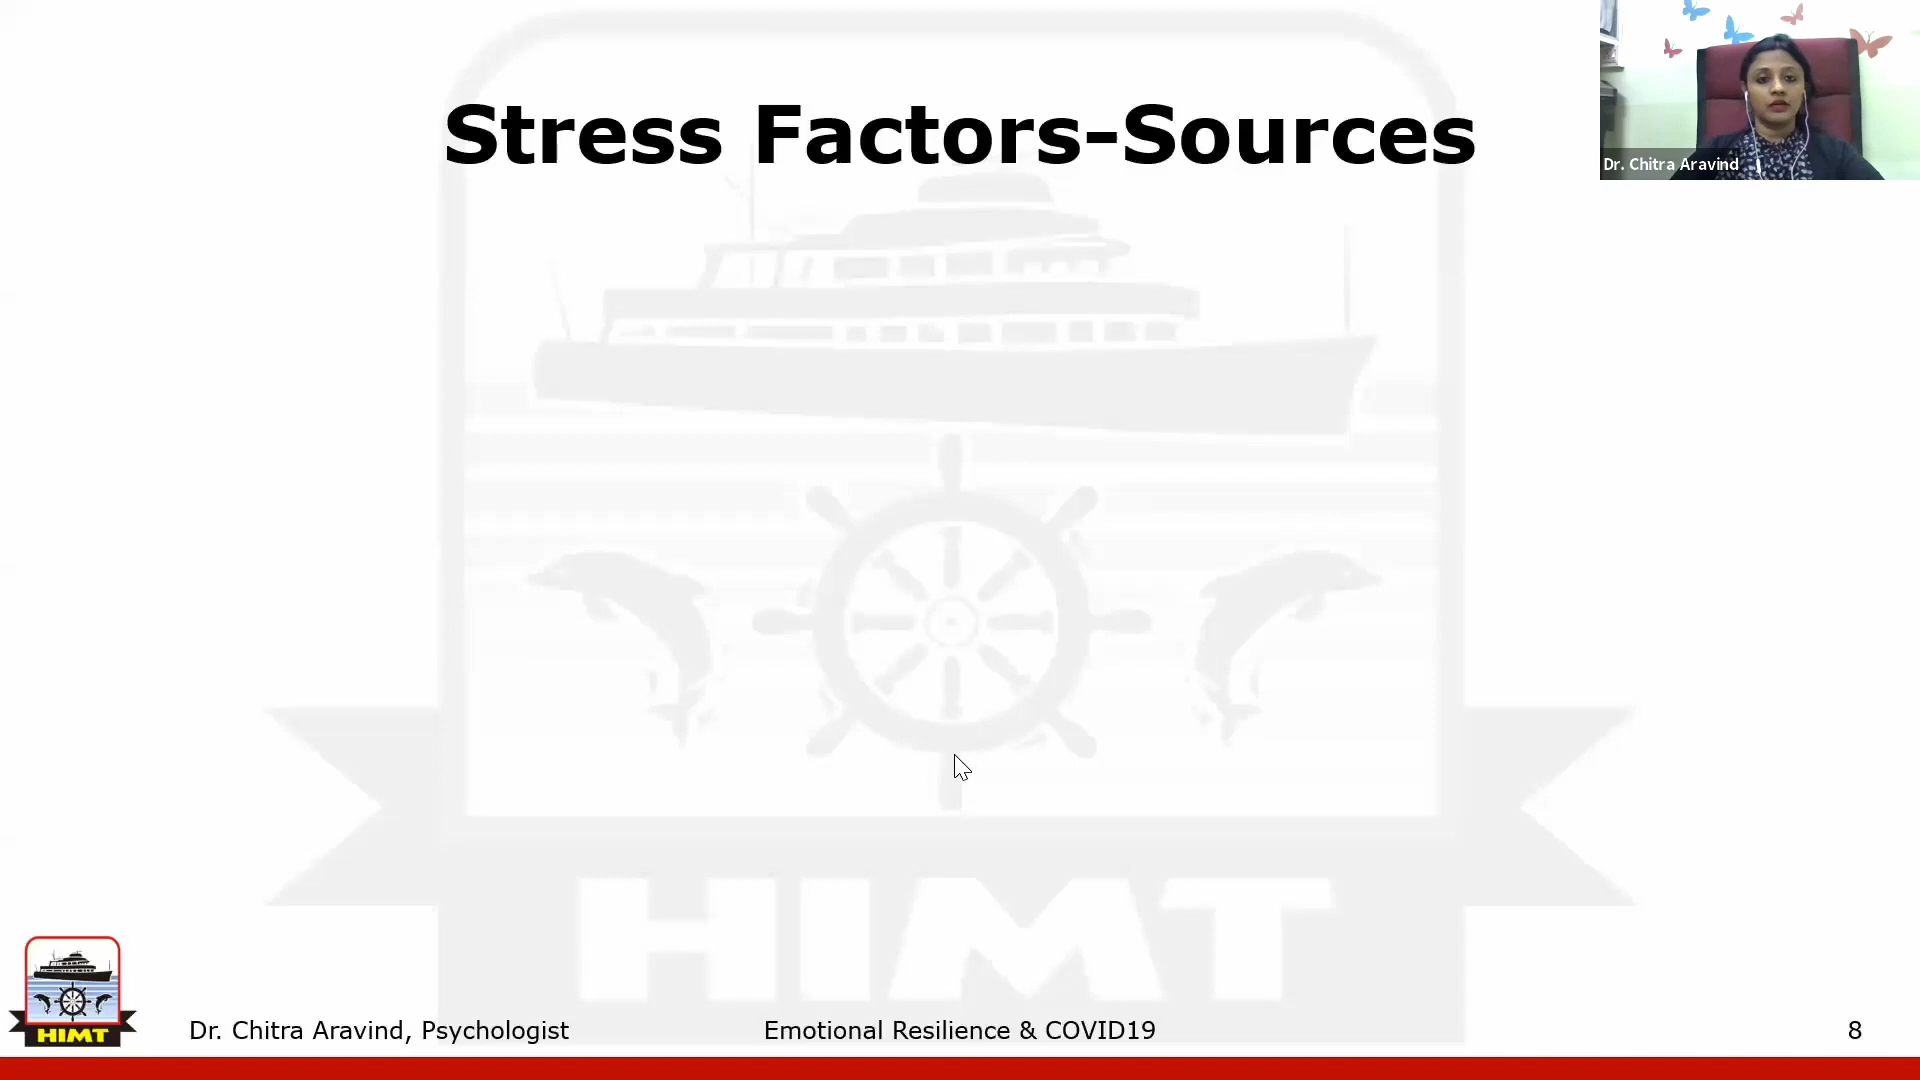 Stress Factors-Sources
Dr. Chitra Aravind
HIMT
HIMT
Dr. Chitra Aravind, Psychologist
Emotional Resilience & COVID19
8